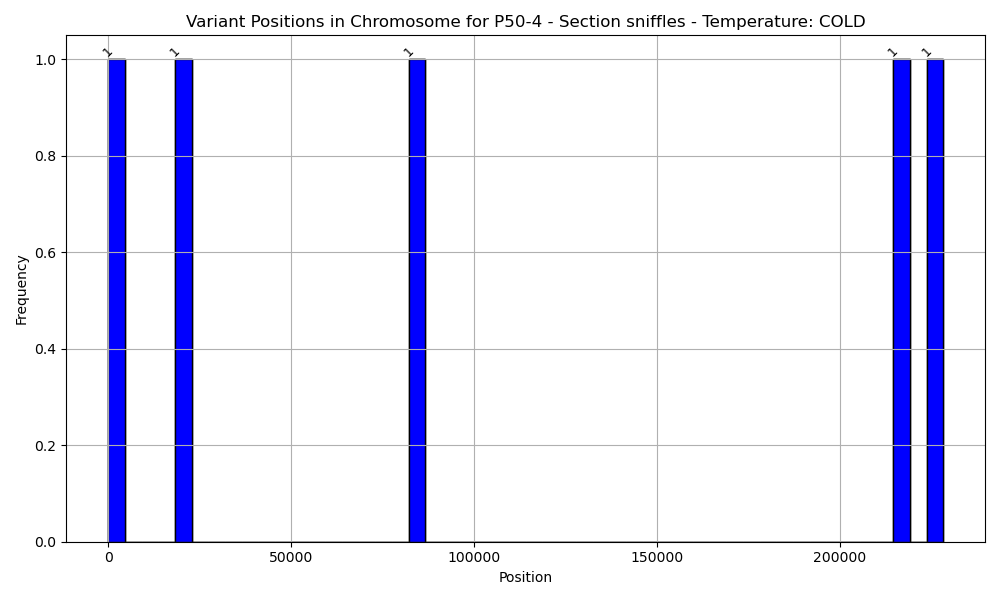 Variant Positions in Chromosome for P50-4 - Section sniffles - Temperature: COLD
1 1 1 1 1
1.0
0.8
0.6
0.4
0.2
0.0
Frequency
0 50000 100000 150000 200000
Position